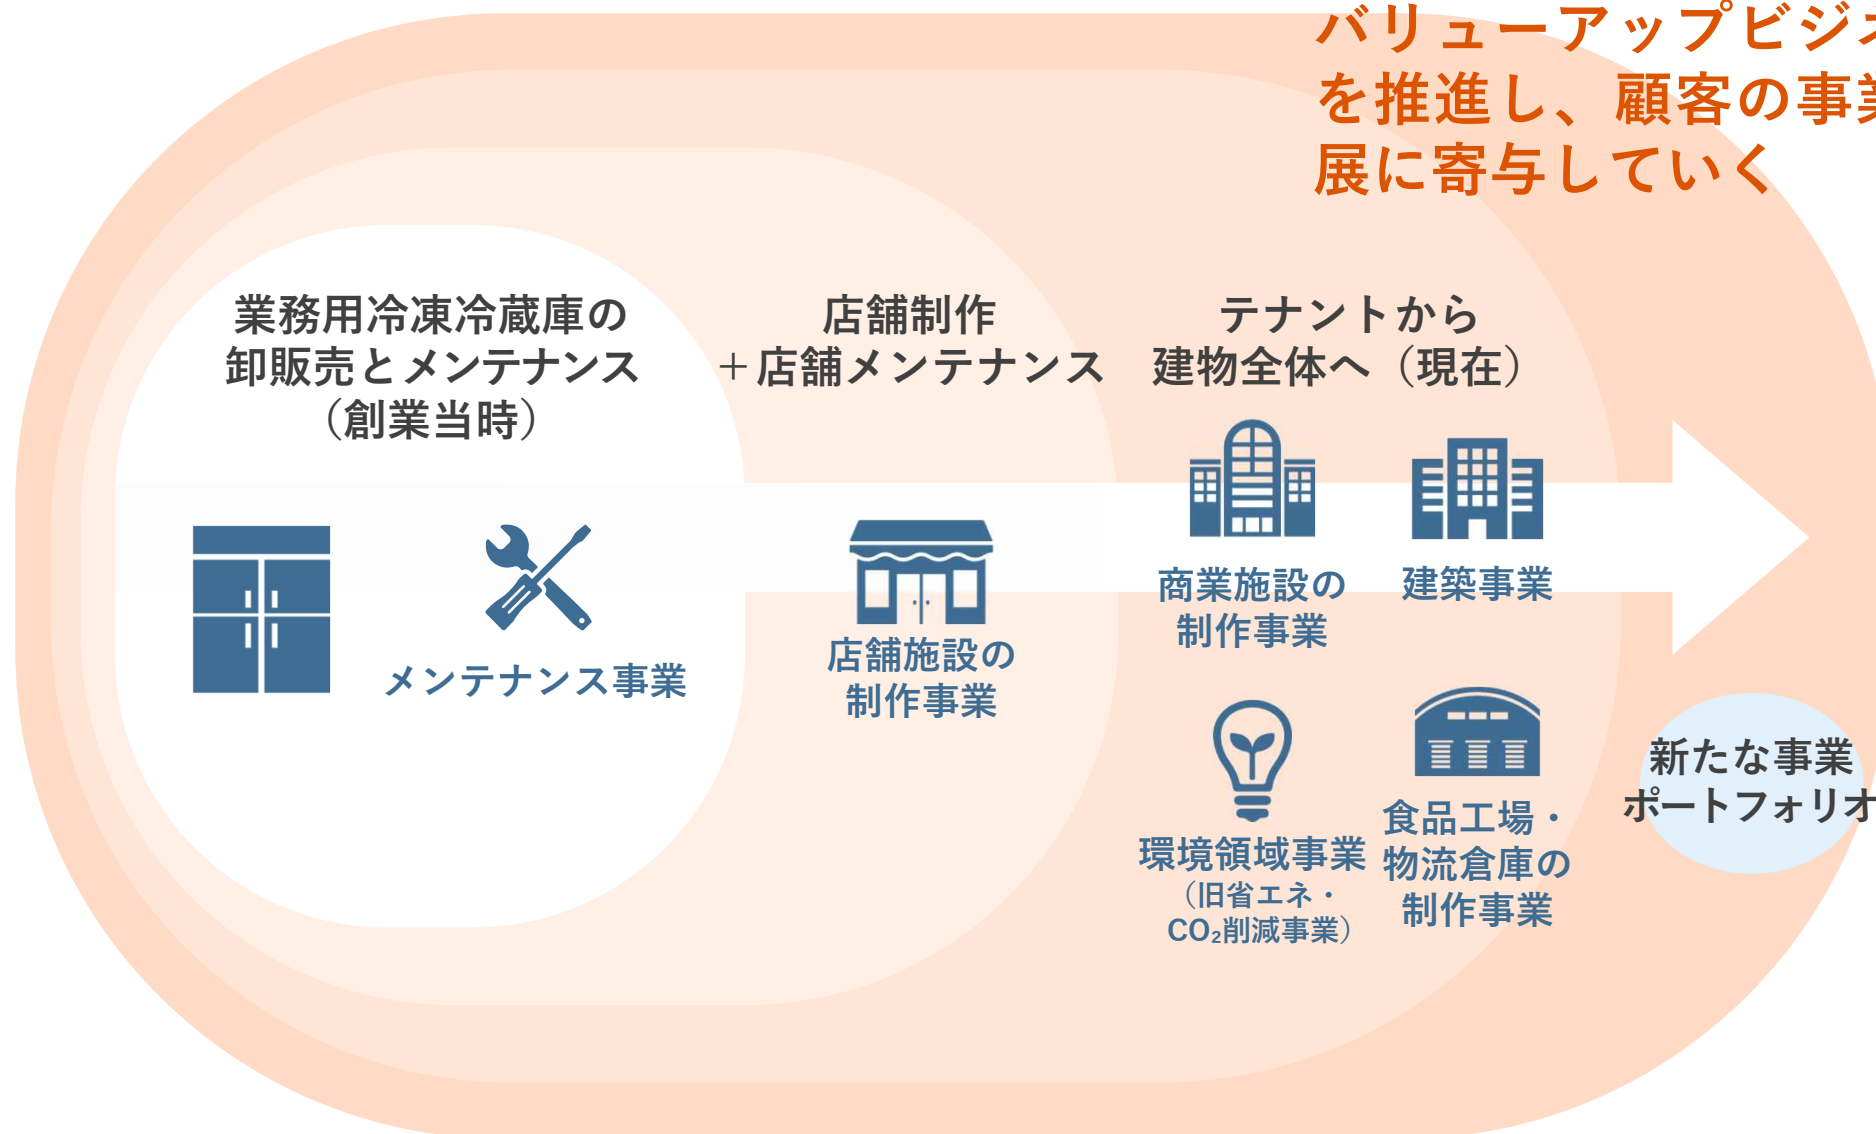 バリューアップビジ
を推進し、顧客の事業
展に寄与していく
業務用冷凍冷蔵庫の
卸販売とメンテナンス
（創業当時）
店舗制作
＋店舗メンテナンス
テナントから
建物全体へ（現在）
メンテナンス事業
店舗施設の
制作事業
商業施設の
制作事業
建築事業
環境領域事業
（旧省エネ・
CO₂削減事業）
食品工場・
物流倉庫の
制作事業
新たな事業
ポートフォリオ